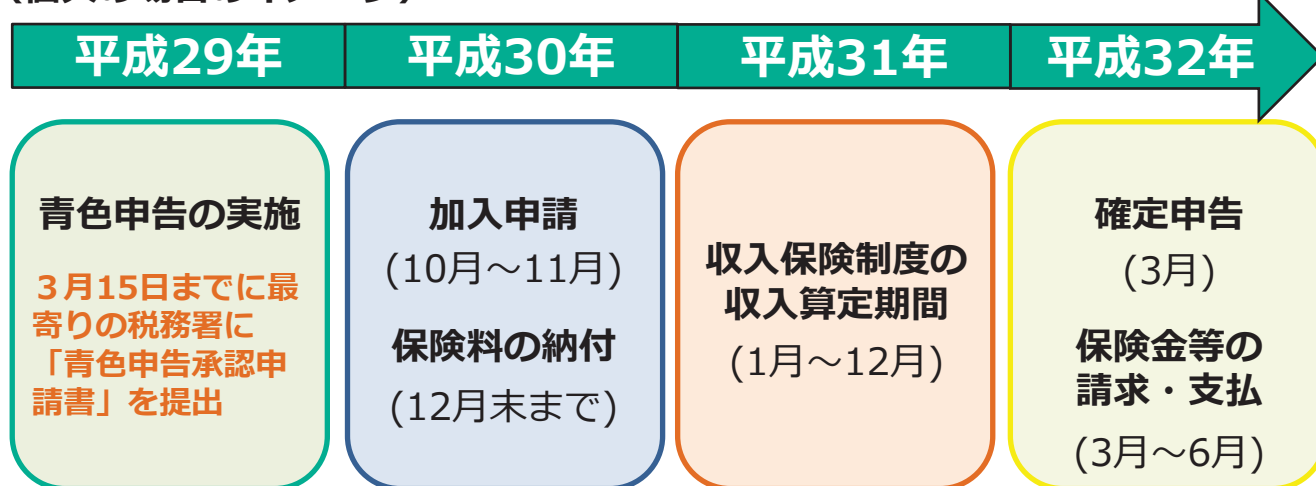 平成29年
平成30年
平成31年
平成32年
青色申告の実施
３月15日までに最
寄りの税務署に
「青色申告承認申
請書」を提出
加入申請
(10月～11月)
保険料の納付
(12月末まで)
収入保険制度の
収入算定期間
(1月～12月)
確定申告
(3月)
保険金等の
請求・支払
(3月～6月)